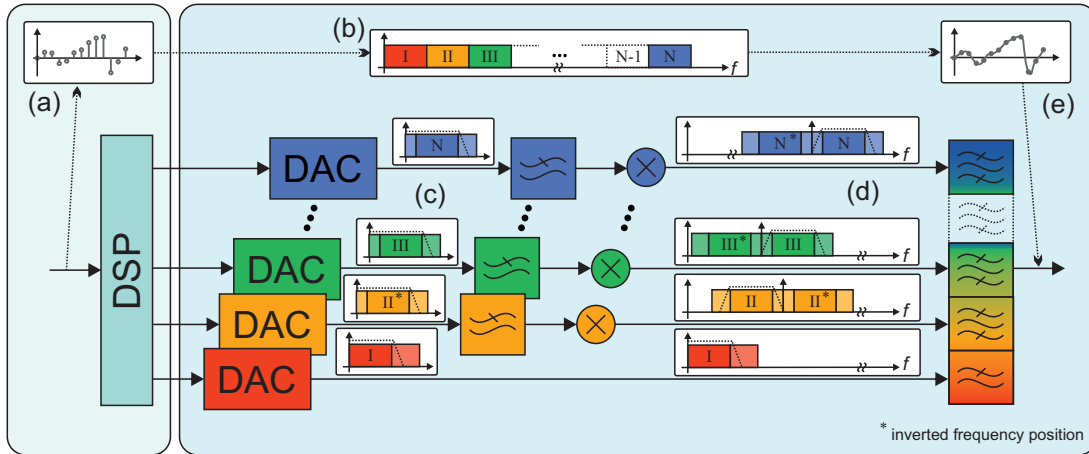 (a)
(b)
I II III ... N-1 N f
(e)
DSP
DAC
N
N* N f
(c)
(d)
DAC
III
III* III f
DAC
II*
II II* f
DAC
I
I f
* inverted frequency position